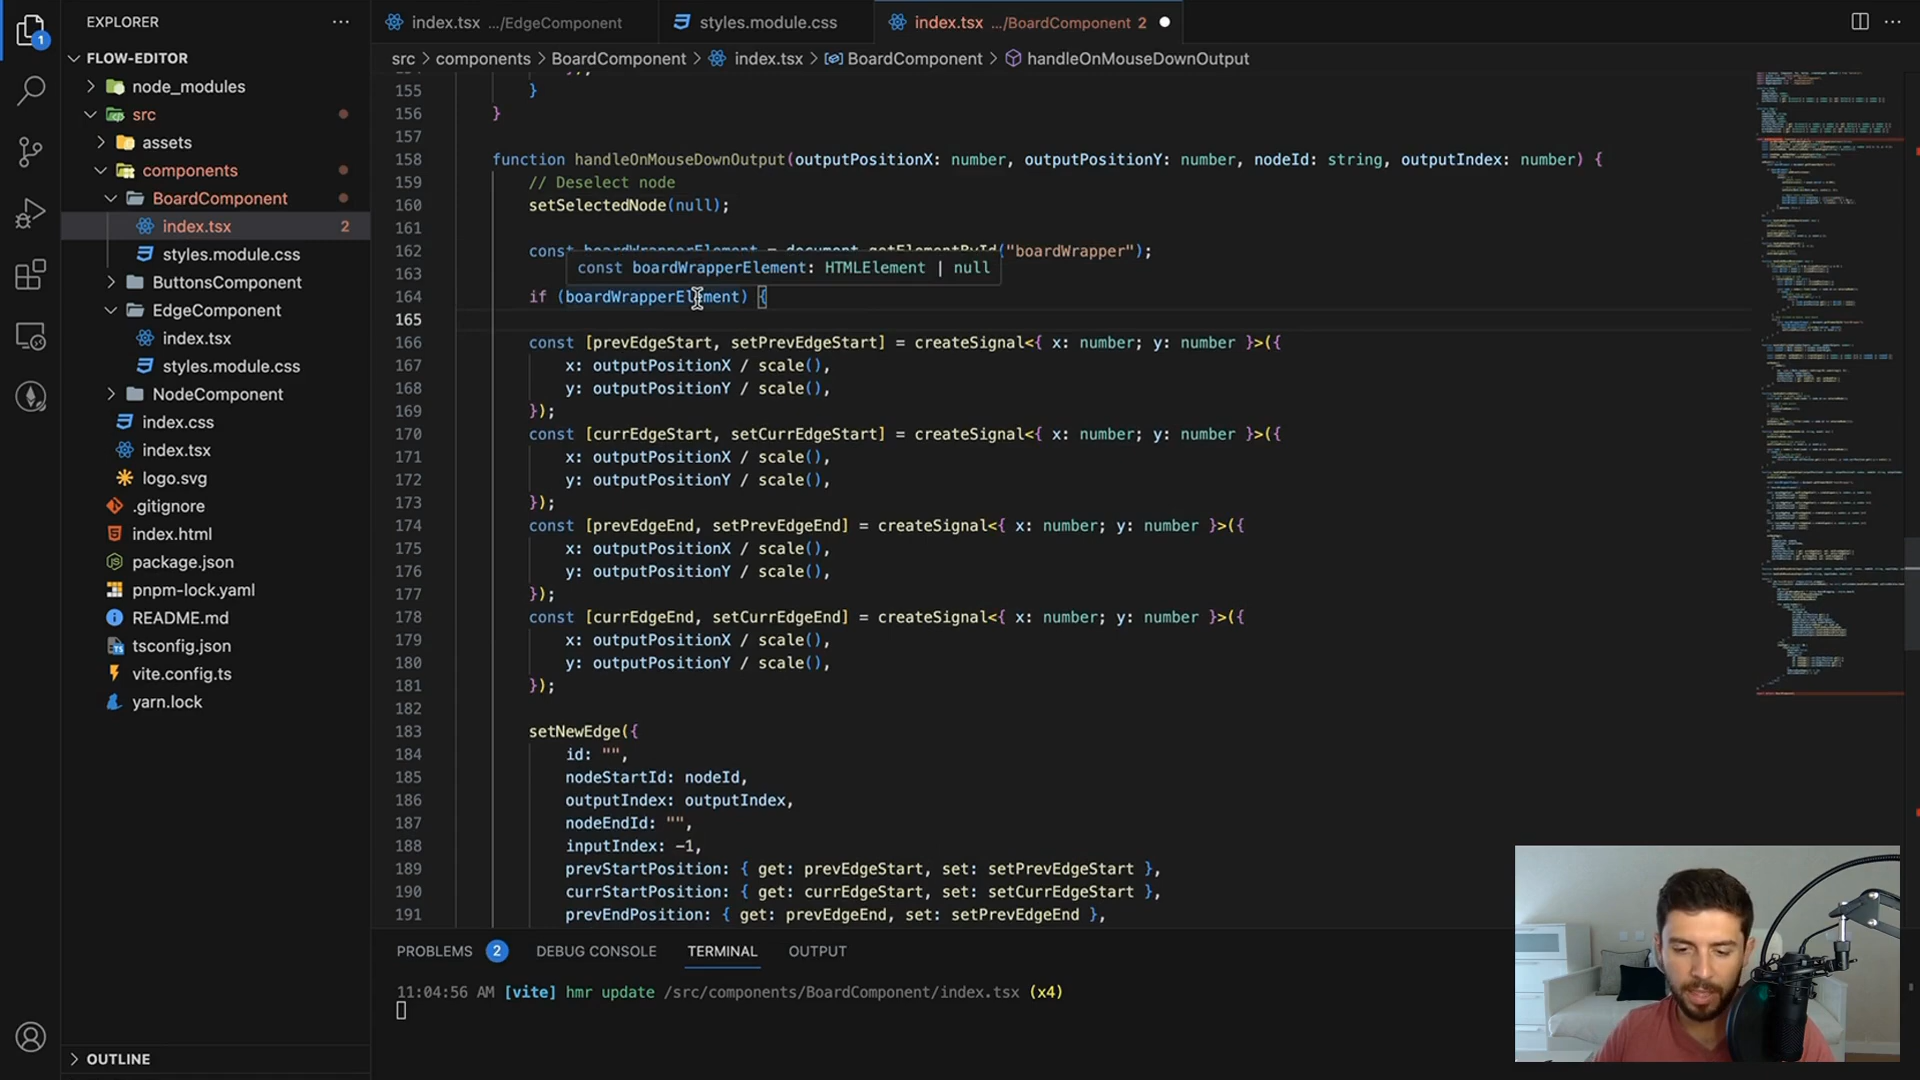 EXPLORER
FLOW-EDITOR
node_modules
src
assets
components
BoardComponent
index.tsx 2
styles.module.css
ButtonsComponent
EdgeComponent
index.tsx
styles.module.css
NodeComponent
index.css
index.tsx
logo.svg
.gitignore
index.html
package.json
pnpm-lock.yaml
README.md
tsconfig.json
vite.config.ts
yarn.lock
OUTLINE
1
index.tsx .../EdgeComponent
styles.module.css
index.tsx .../BoardComponent 2
src > components > BoardComponent > index.tsx > BoardComponent > handleOnMouseDownOutput
155 }
156 }
157
158 function handleOnMouseDownOutput(outputPositionX: number, outputPositionY: number, nodeId: string, outputIndex: number) {
159 // Deselect node
160 setSelectedNode(null);
161
162 const boardWrapperElement = document.getElementById("boardWrapper");
const boardWrapperElement: HTMLElement | null
163
164 if (boardWrapperElement) {
165
166 const [prevEdgeStart, setPrevEdgeStart] = createSignal<{ x: number; y: number }>({
167 x: outputPositionX / scale(),
168 y: outputPositionY / scale(),
169 });
170 const [currEdgeStart, setCurrEdgeStart] = createSignal<{ x: number; y: number }>({
171 x: outputPositionX / scale(),
172 y: outputPositionY / scale(),
173 });
174 const [prevEdgeEnd, setPrevEdgeEnd] = createSignal<{ x: number; y: number }>({
175 x: outputPositionX / scale(),
176 y: outputPositionY / scale(),
177 });
178 const [currEdgeEnd, setCurrEdgeEnd] = createSignal<{ x: number; y: number }>({
179 x: outputPositionX / scale(),
180 y: outputPositionY / scale(),
181 });
182
183 setNewEdge({
184 id: "",
185 nodeStartId: nodeId,
186 outputIndex: outputIndex,
187 nodeEndId: "",
188 inputIndex: -1,
189 prevStartPosition: { get: prevEdgeStart, set: setPrevEdgeStart },
190 currStartPosition: { get: currEdgeStart, set: setCurrEdgeStart },
191 prevEndPosition: { get: prevEdgeEnd, set: setPrevEdgeEnd },
PROBLEMS 2 DEBUG CONSOLE TERMINAL OUTPUT
11:04:56 AM [vite] hmr update /src/components/BoardComponent/index.tsx (x4)